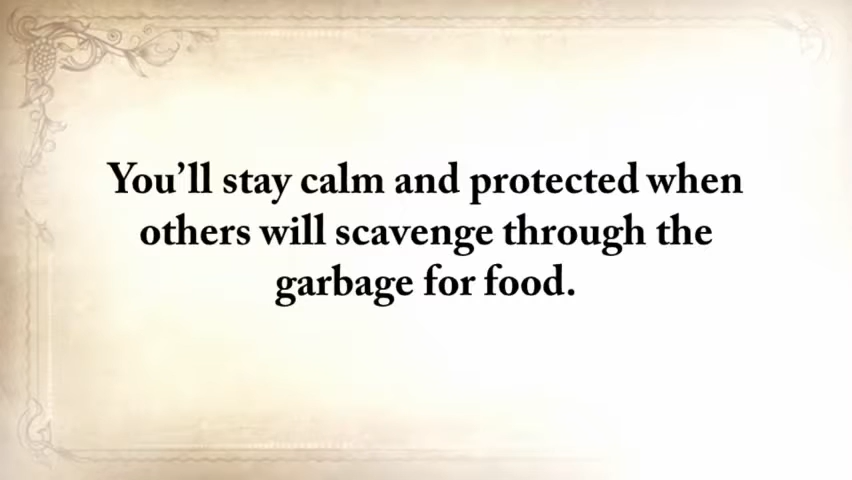 You’ll stay calm and protected when
others will scavenge through the
garbage for food.